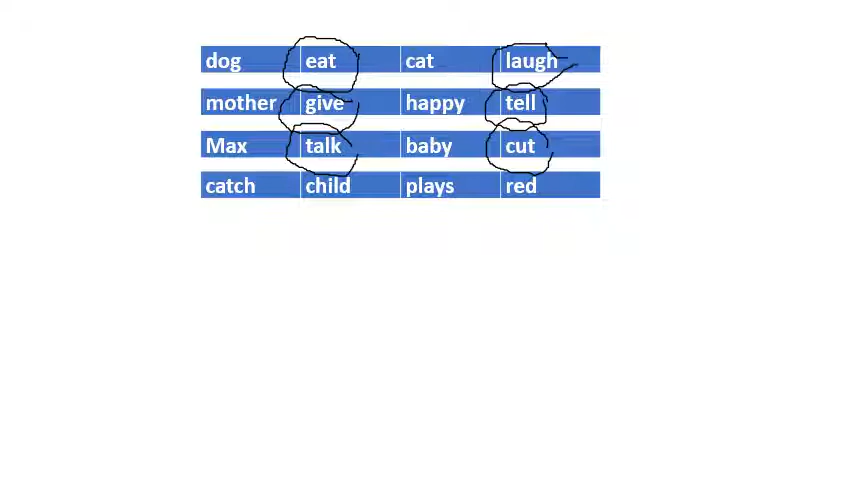 dog eat cat laugh
mother give happy tell
Max talk baby cut
catch child plays red